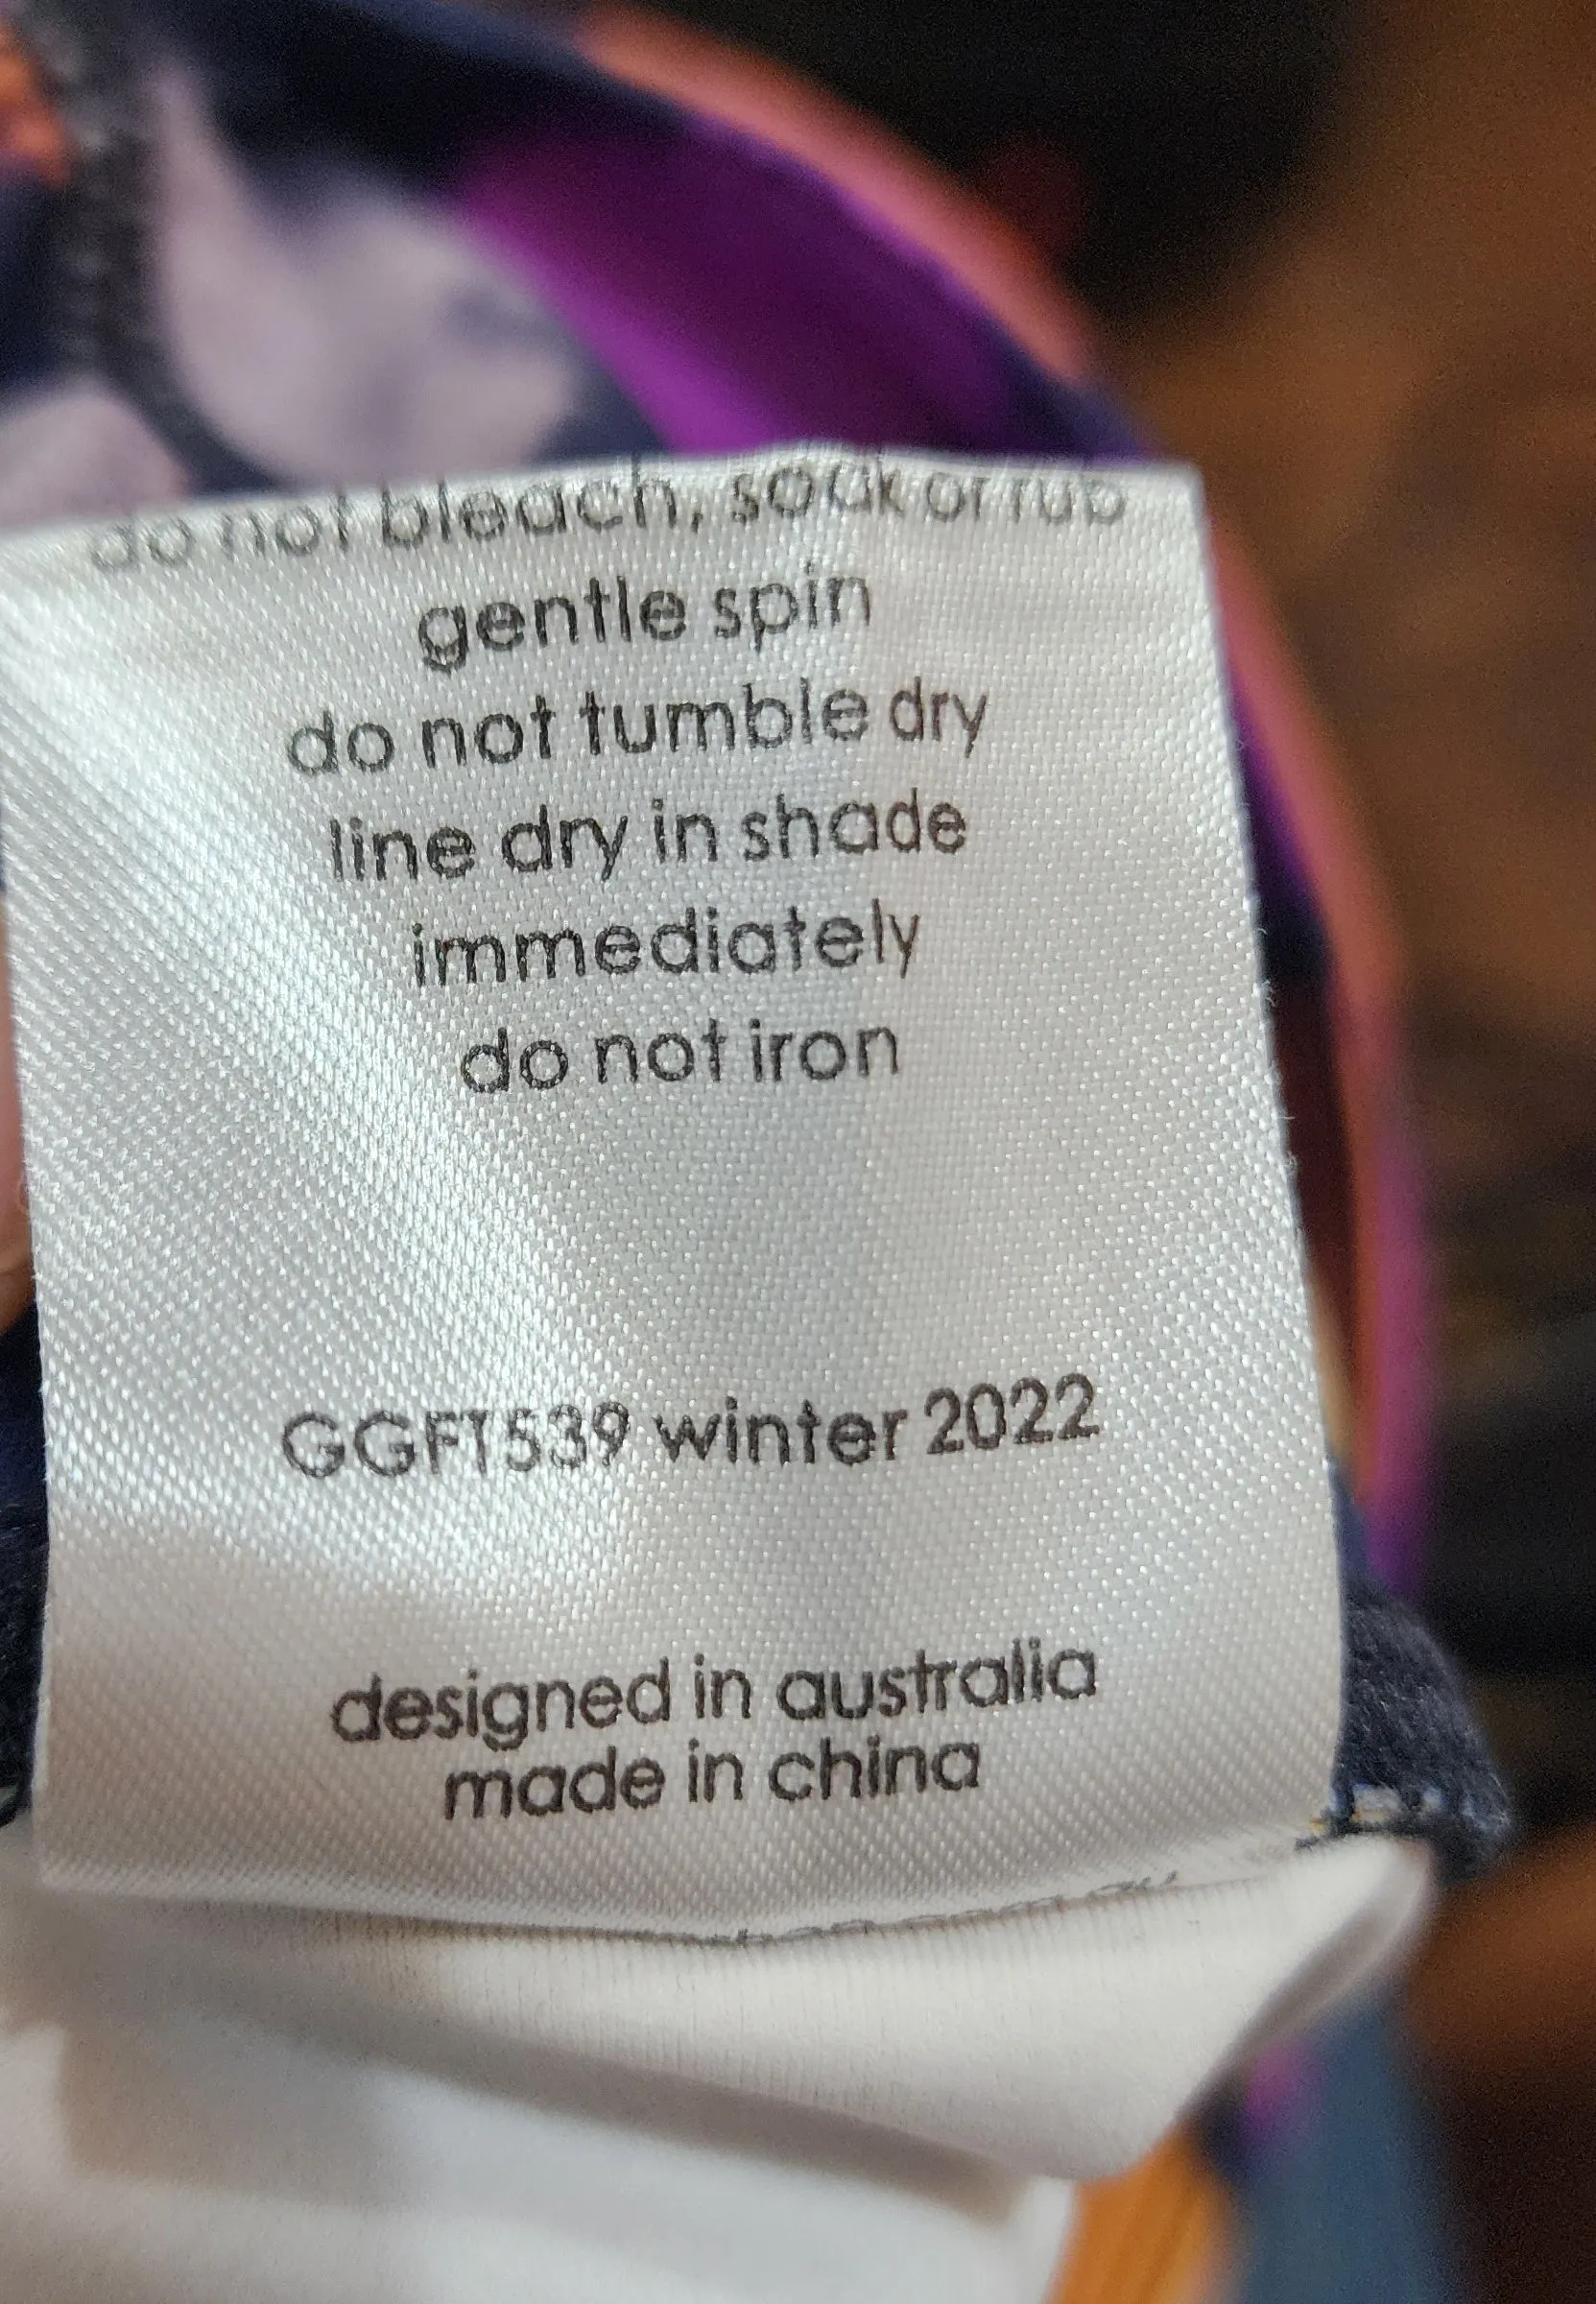 do not bleach, soak or rub
gentle spin
do not tumble dry
line dry in shade
immediately
do not iron
GGFT539 winter 2022
designed in australia
made in china